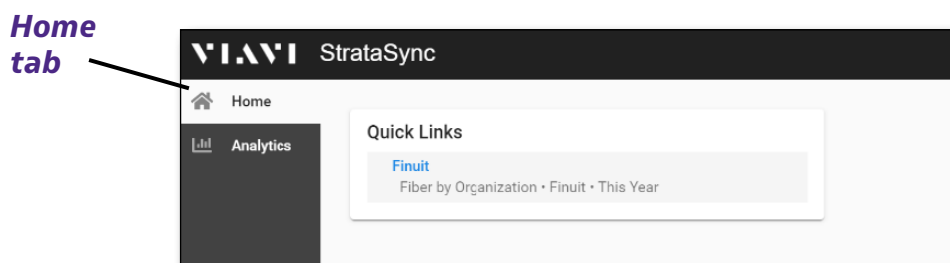 Home
tab
VIAVI StrataSync
Home
Analytics
Quick Links
Finuit
Fiber by Organization • Finuit • This Year